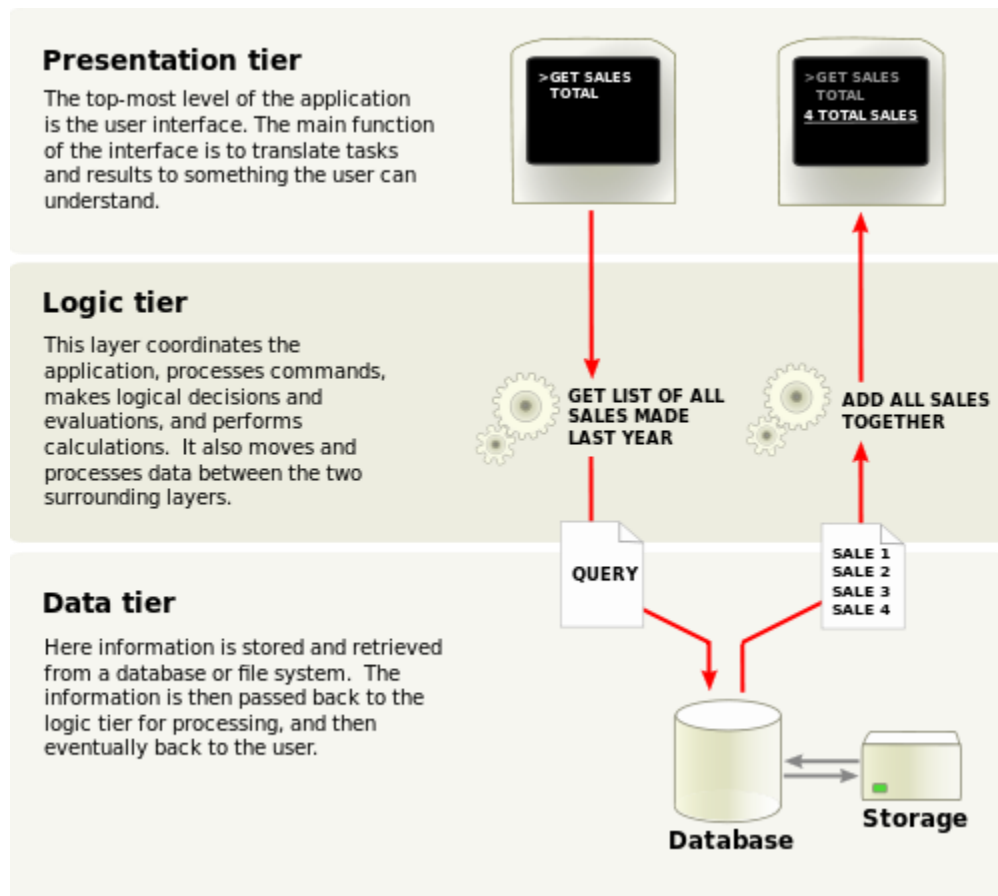 Presentation tier
The top-most level of the application
is the user interface. The main function
of the interface is to translate tasks
and results to something the user can
understand.
>GET SALES
TOTAL
>GET SALES
TOTAL
4 TOTAL SALES
Logic tier
This layer coordinates the
application, processes commands,
makes logical decisions and
evaluations, and performs
calculations.  It also moves and
processes data between the two
surrounding layers.
GET LIST OF ALL
SALES MADE
LAST YEAR
ADD ALL SALES
TOGETHER
QUERY
SALE 1
SALE 2
SALE 3
SALE 4
Data tier
Here information is stored and retrieved
from a database or file system.  The
information is then passed back to the
logic tier for processing, and then
eventually back to the user.
Database
Storage